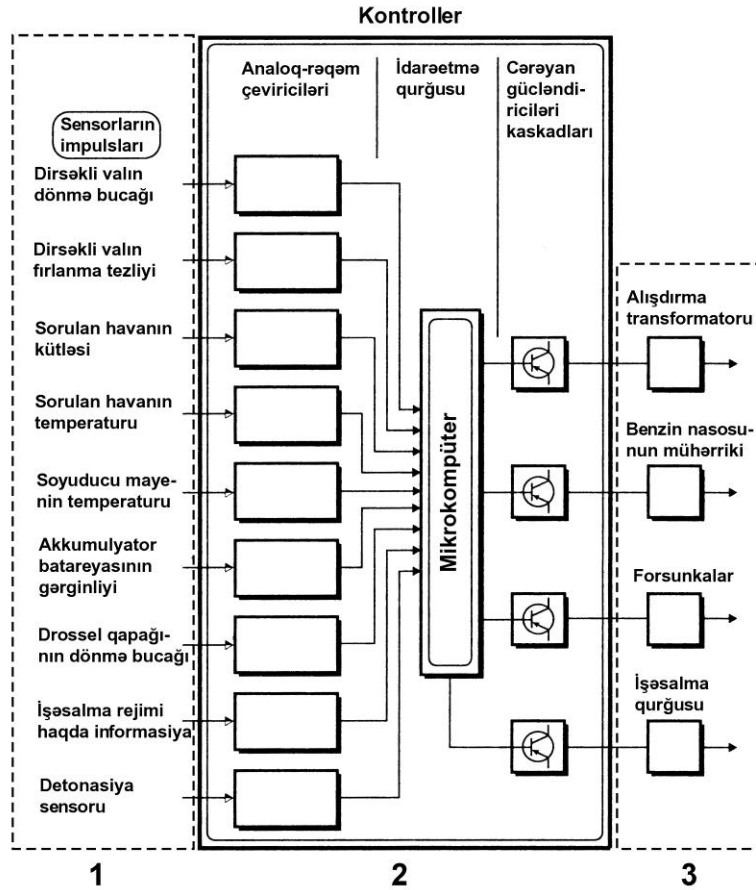 Kontroller
Analoq-rəqəm
çeviriciləri
İdarəetmə
qurğusu
Cərəyan
gücləndi-
riciləri
kaskadları
Sensorların
impulsları
Dirsəkli valın
dönmə bucağı
Dirsəkli valın
fırlanma tezliyi
Sorulan havanın
kütləsi
Sorulan havanın
temperaturu
Soyuducu maye-
nin temperaturu
Akkumulyator
batareyasının
gərginliyi
Drossel qapağı-
nın dönmə bucağı
İşəsalma rejimi
haqda informasiya
Detonasiya
sensoru
Mikrokompüter
Alışdırma
transformatoru
Benzin nasosu-
nun mühərriki
Forsunkalar
İşəsalma
qurğusu
1
2
3